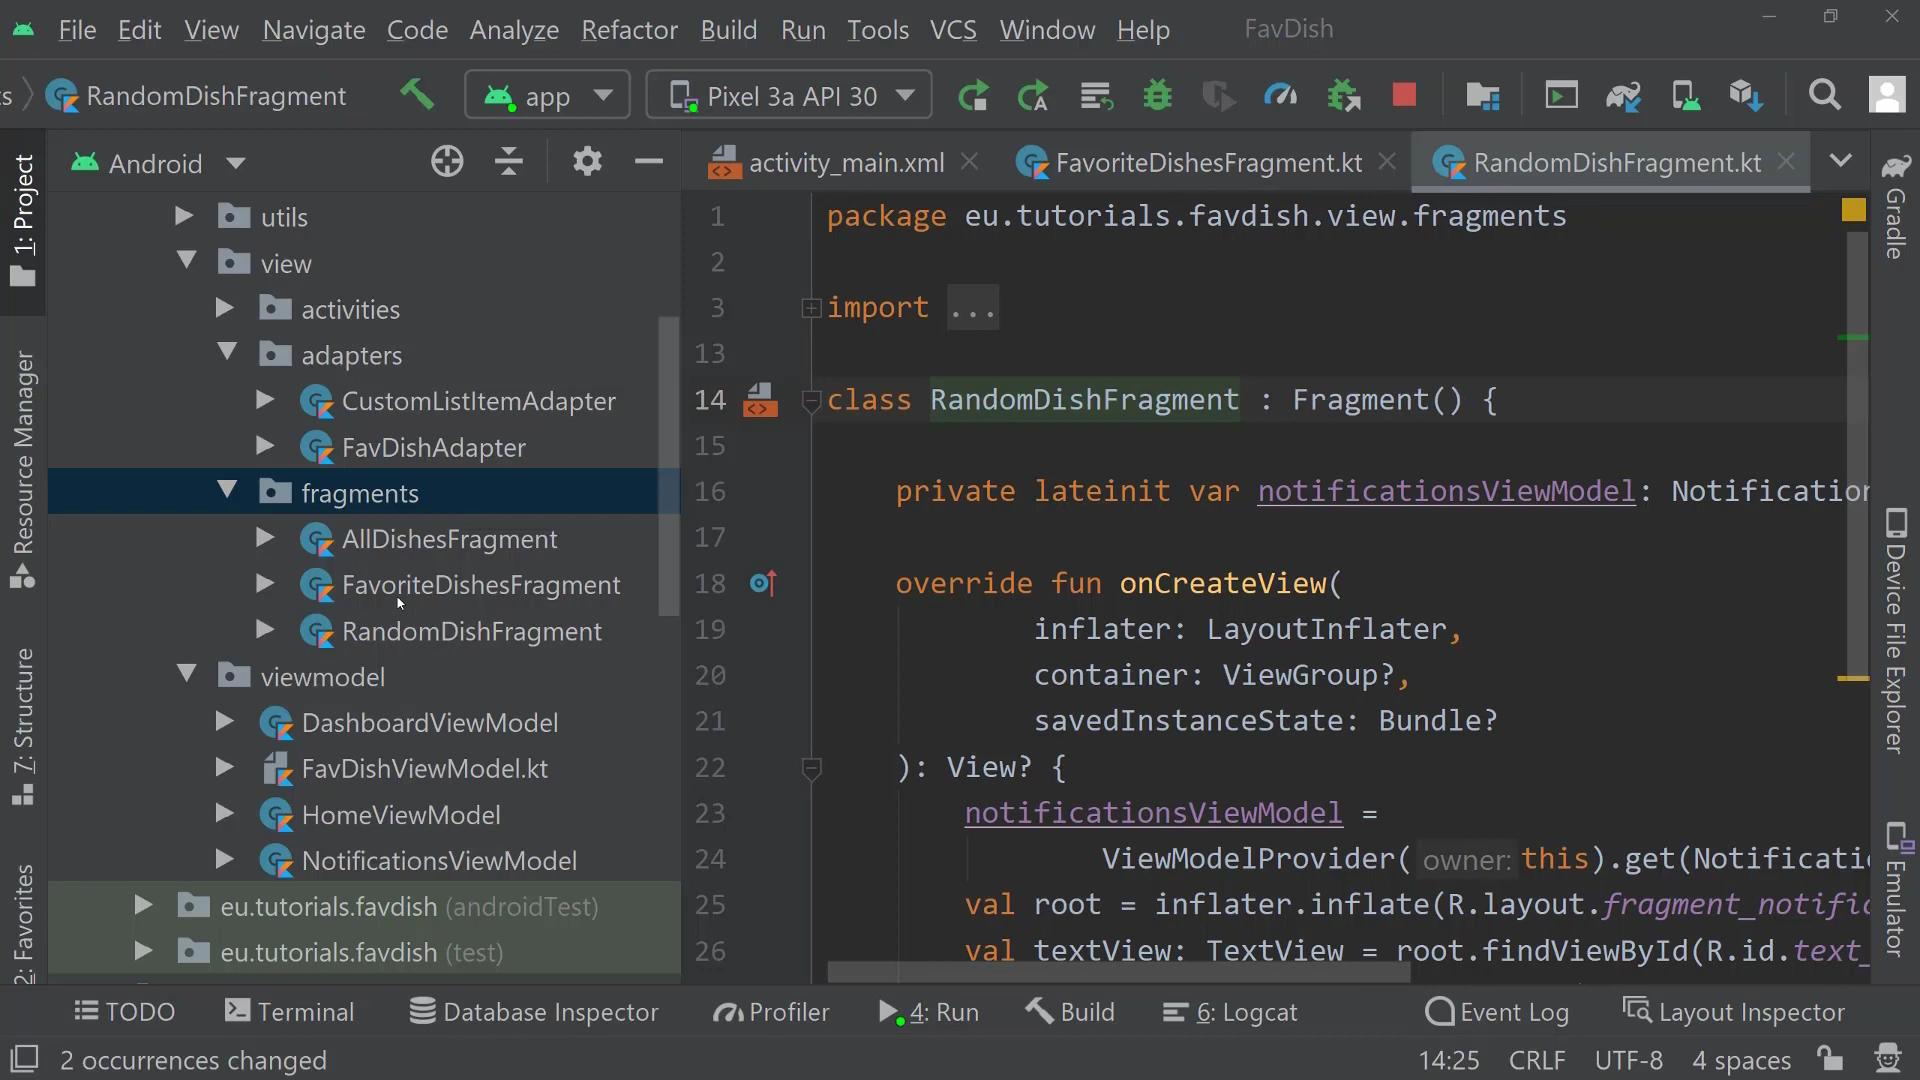 File Edit View Navigate Code Analyze Refactor Build Run Tools VCS Window Help FavDish
s RandomDishFragment app Pixel 3a API 30
1: Project
Resource Manager
7: Structure
2: Favorites
Android
utils
view
activities
adapters
CustomListItemAdapter
FavDishAdapter
fragments
AllDishesFragment
FavoriteDishesFragment
RandomDishFragment
viewmodel
DashboardViewModel
FavDishViewModel.kt
HomeViewModel
NotificationsViewModel
eu.tutorials.favdish (androidTest)
eu.tutorials.favdish (test)
activity_main.xml FavoriteDishesFragment.kt RandomDishFragment.kt
1 package eu.tutorials.favdish.view.fragments
2
3 import ...
13
14 class RandomDishFragment : Fragment() {
15
16 private lateinit var notificationsViewModel: Notification
17
18 override fun onCreateView(
19 inflater: LayoutInflater,
20 container: ViewGroup?,
21 savedInstanceState: Bundle?
22 ): View? {
23 notificationsViewModel =
24 ViewModelProvider( owner: this).get(Notificatio
25 val root = inflater.inflate(R.layout.fragment_notific
26 val textView: TextView = root.findViewById(R.id.text_
Gradle
Device File Explorer
Emulator
TODO Terminal Database Inspector Profiler 4: Run Build 6: Logcat Event Log Layout Inspector
2 occurrences changed 14:25 CRLF UTF-8 4 spaces